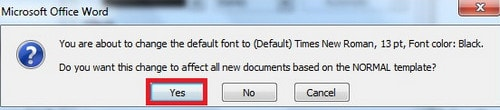 Microsoft Office Word
You are about to change the default font to (Default) Times New Roman, 13 pt, Font color: Black.
Do you want this change to affect all new documents based on the NORMAL template?
Yes No Cancel